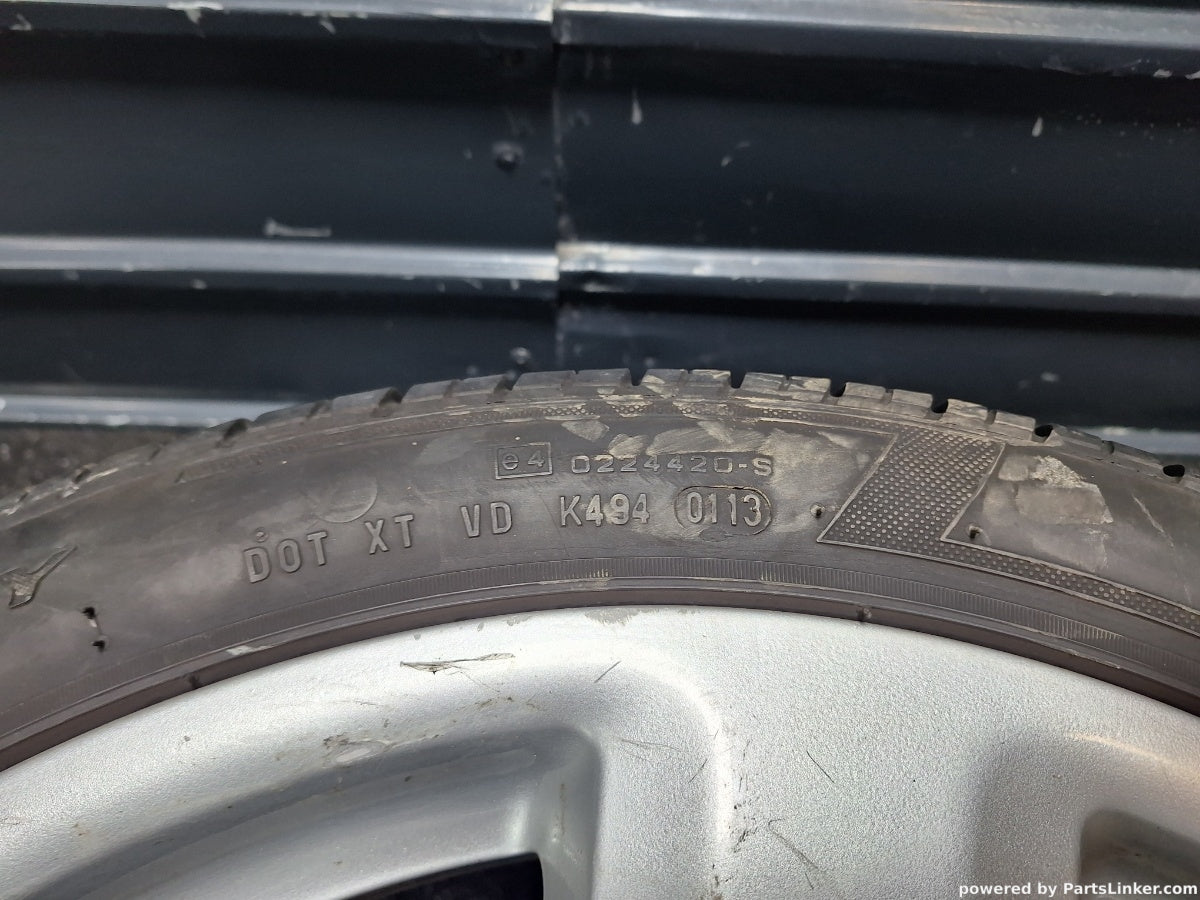 e4 0224420-S
DOT XT VD K494 0113
powered by PartsLinker.com